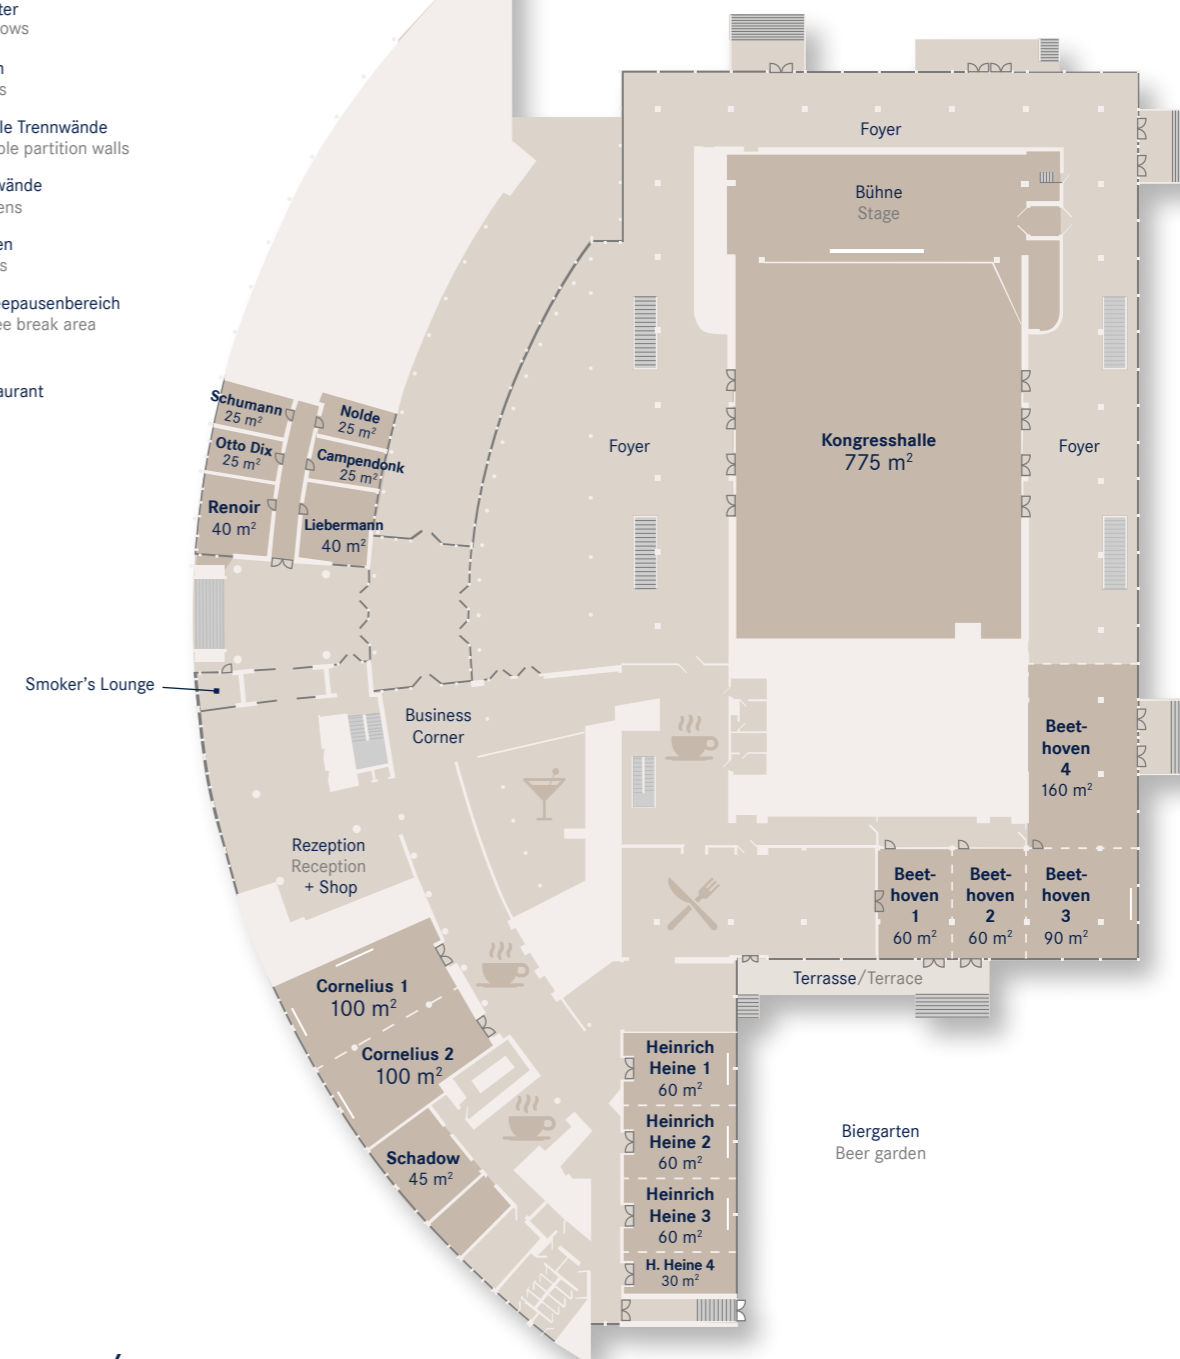 ter
ows
n
s
le Trennwände
ble partition walls
wände
ens
en
s
eepausenbereich
ee break area
aurant
Foyer
Bühne
Stage
Schumann
25 m²
Nolde
25 m²
Otto Dix
25 m²
Campendonk
25 m²
Renoir
40 m²
Liebermann
40 m²
Foyer
Kongresshalle
775 m²
Foyer
Smoker's Lounge
Business
Corner
Beet-
hoven
4
160 m²
Rezeption
Reception
+ Shop
Beet-
hoven
1
60 m²
Beet-
hoven
2
60 m²
Beet-
hoven
3
90 m²
Terrasse/Terrace
Cornelius 1
100 m²
Cornelius 2
100 m²
Schadow
45 m²
Heinrich
Heine 1
60 m²
Heinrich
Heine 2
60 m²
Heinrich
Heine 3
60 m²
H. Heine 4
30 m²
Biergarten
Beer garden